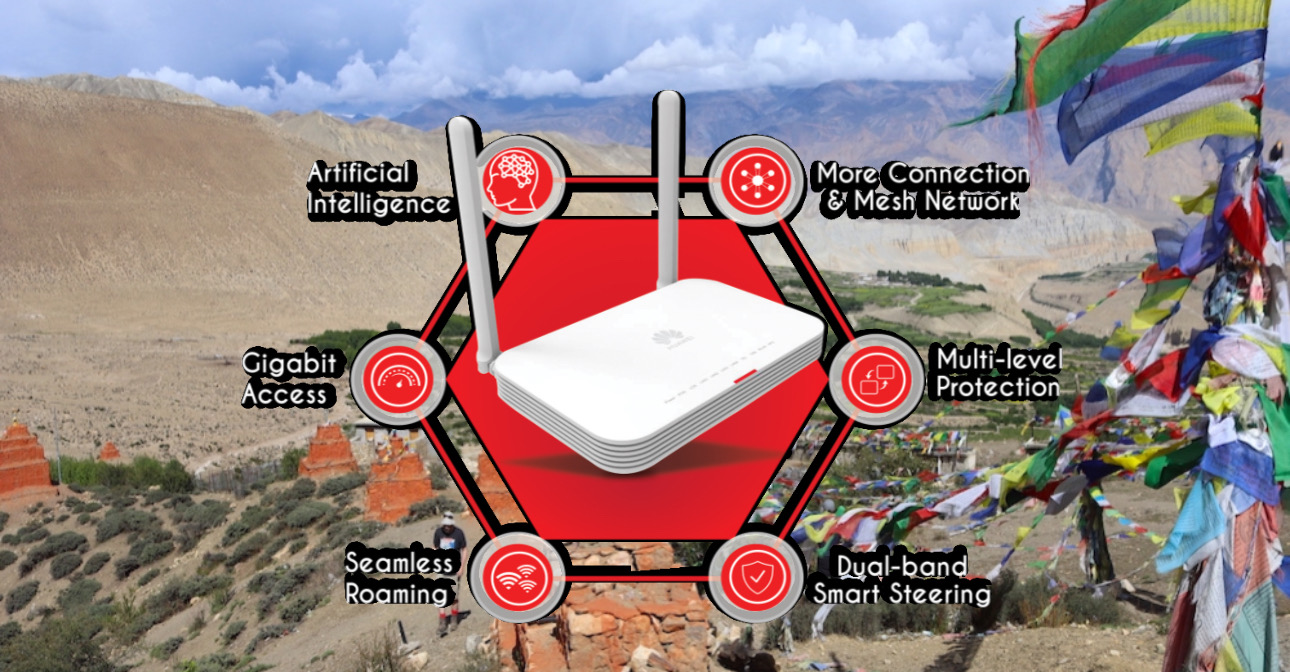 Artificial
Intelligence
More Connection
& Mesh Network
Gigabit
Access
Multi-level
Protection
Seamless
Roaming
Dual-band
Smart Steering